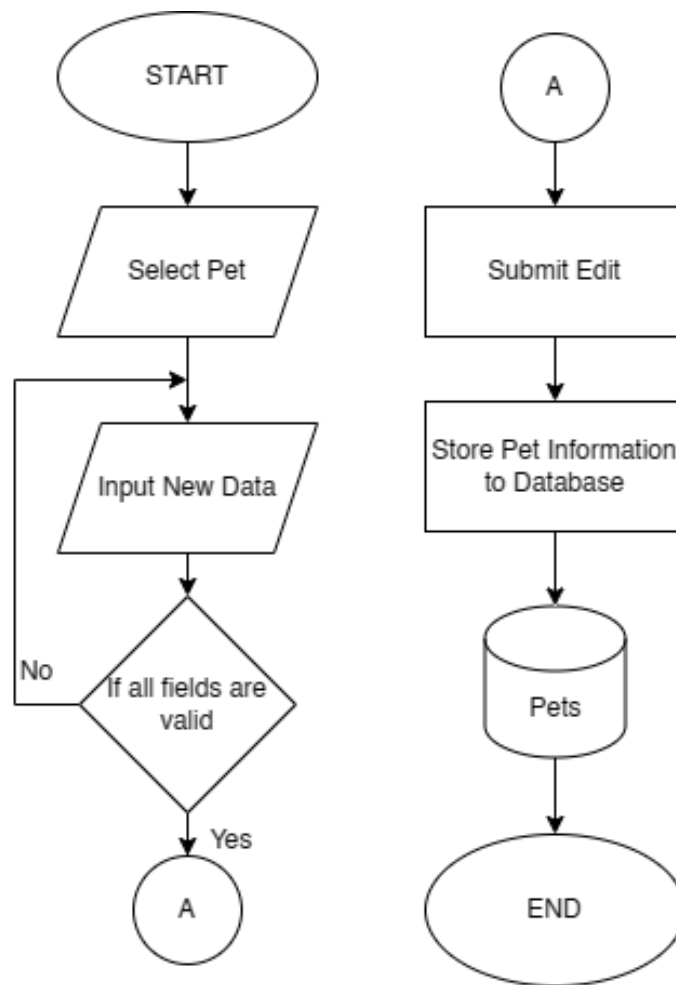 START
Select Pet
Input New Data
If all fields are
valid
No
Yes
A
A
Submit Edit
Store Pet Information
to Database
Pets
END